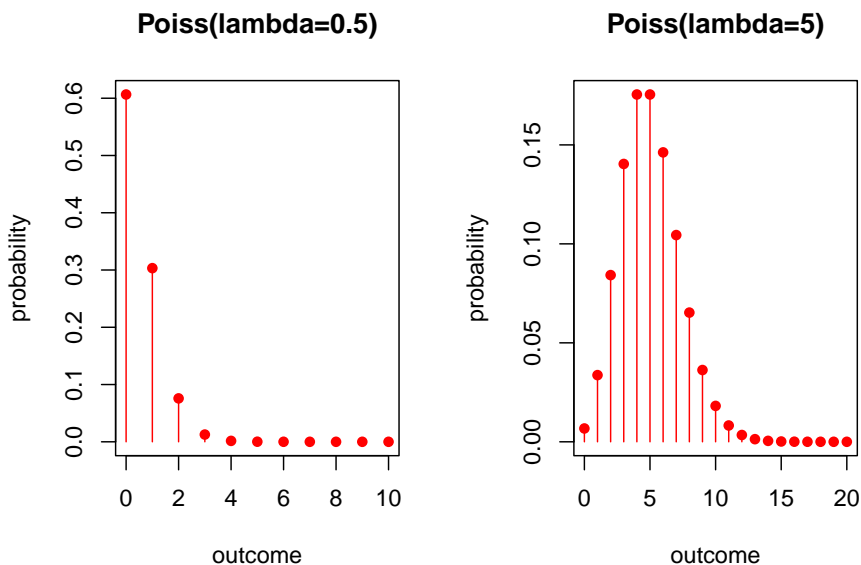 Poiss(lambda=0.5)
probability
0.6
0.5
0.4
0.3
0.2
0.1
0.0
0 2 4 6 8 10
outcome
Poiss(lambda=5)
probability
0.15
0.10
0.05
0.00
0 5 10 15 20
outcome